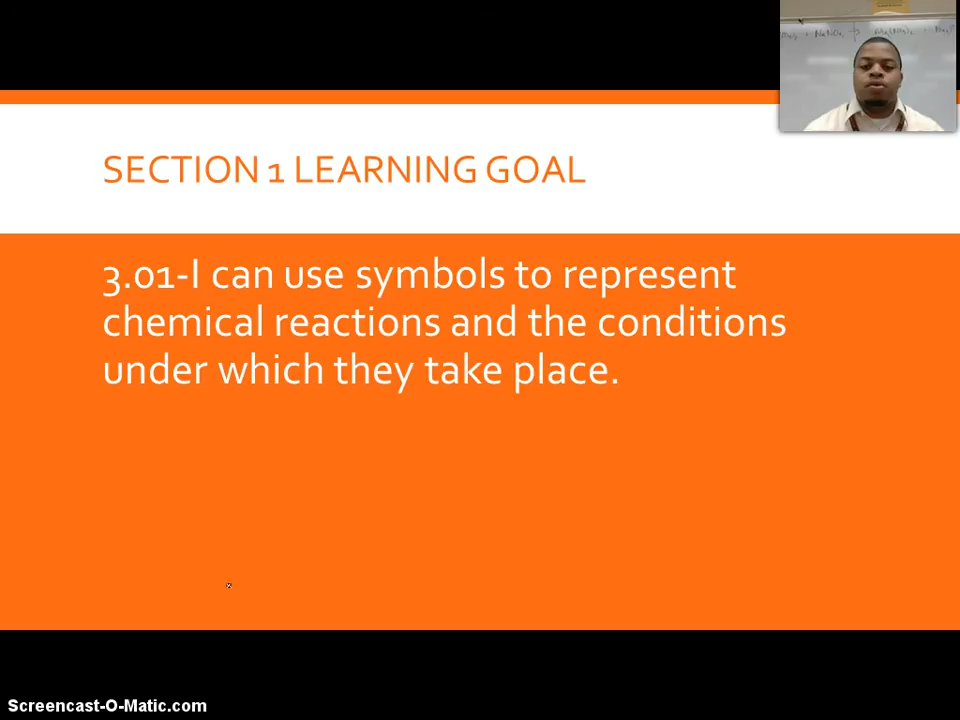 SECTION 1 LEARNING GOAL
3.01-I can use symbols to represent
chemical reactions and the conditions
under which they take place.
Screencast-O-Matic.com